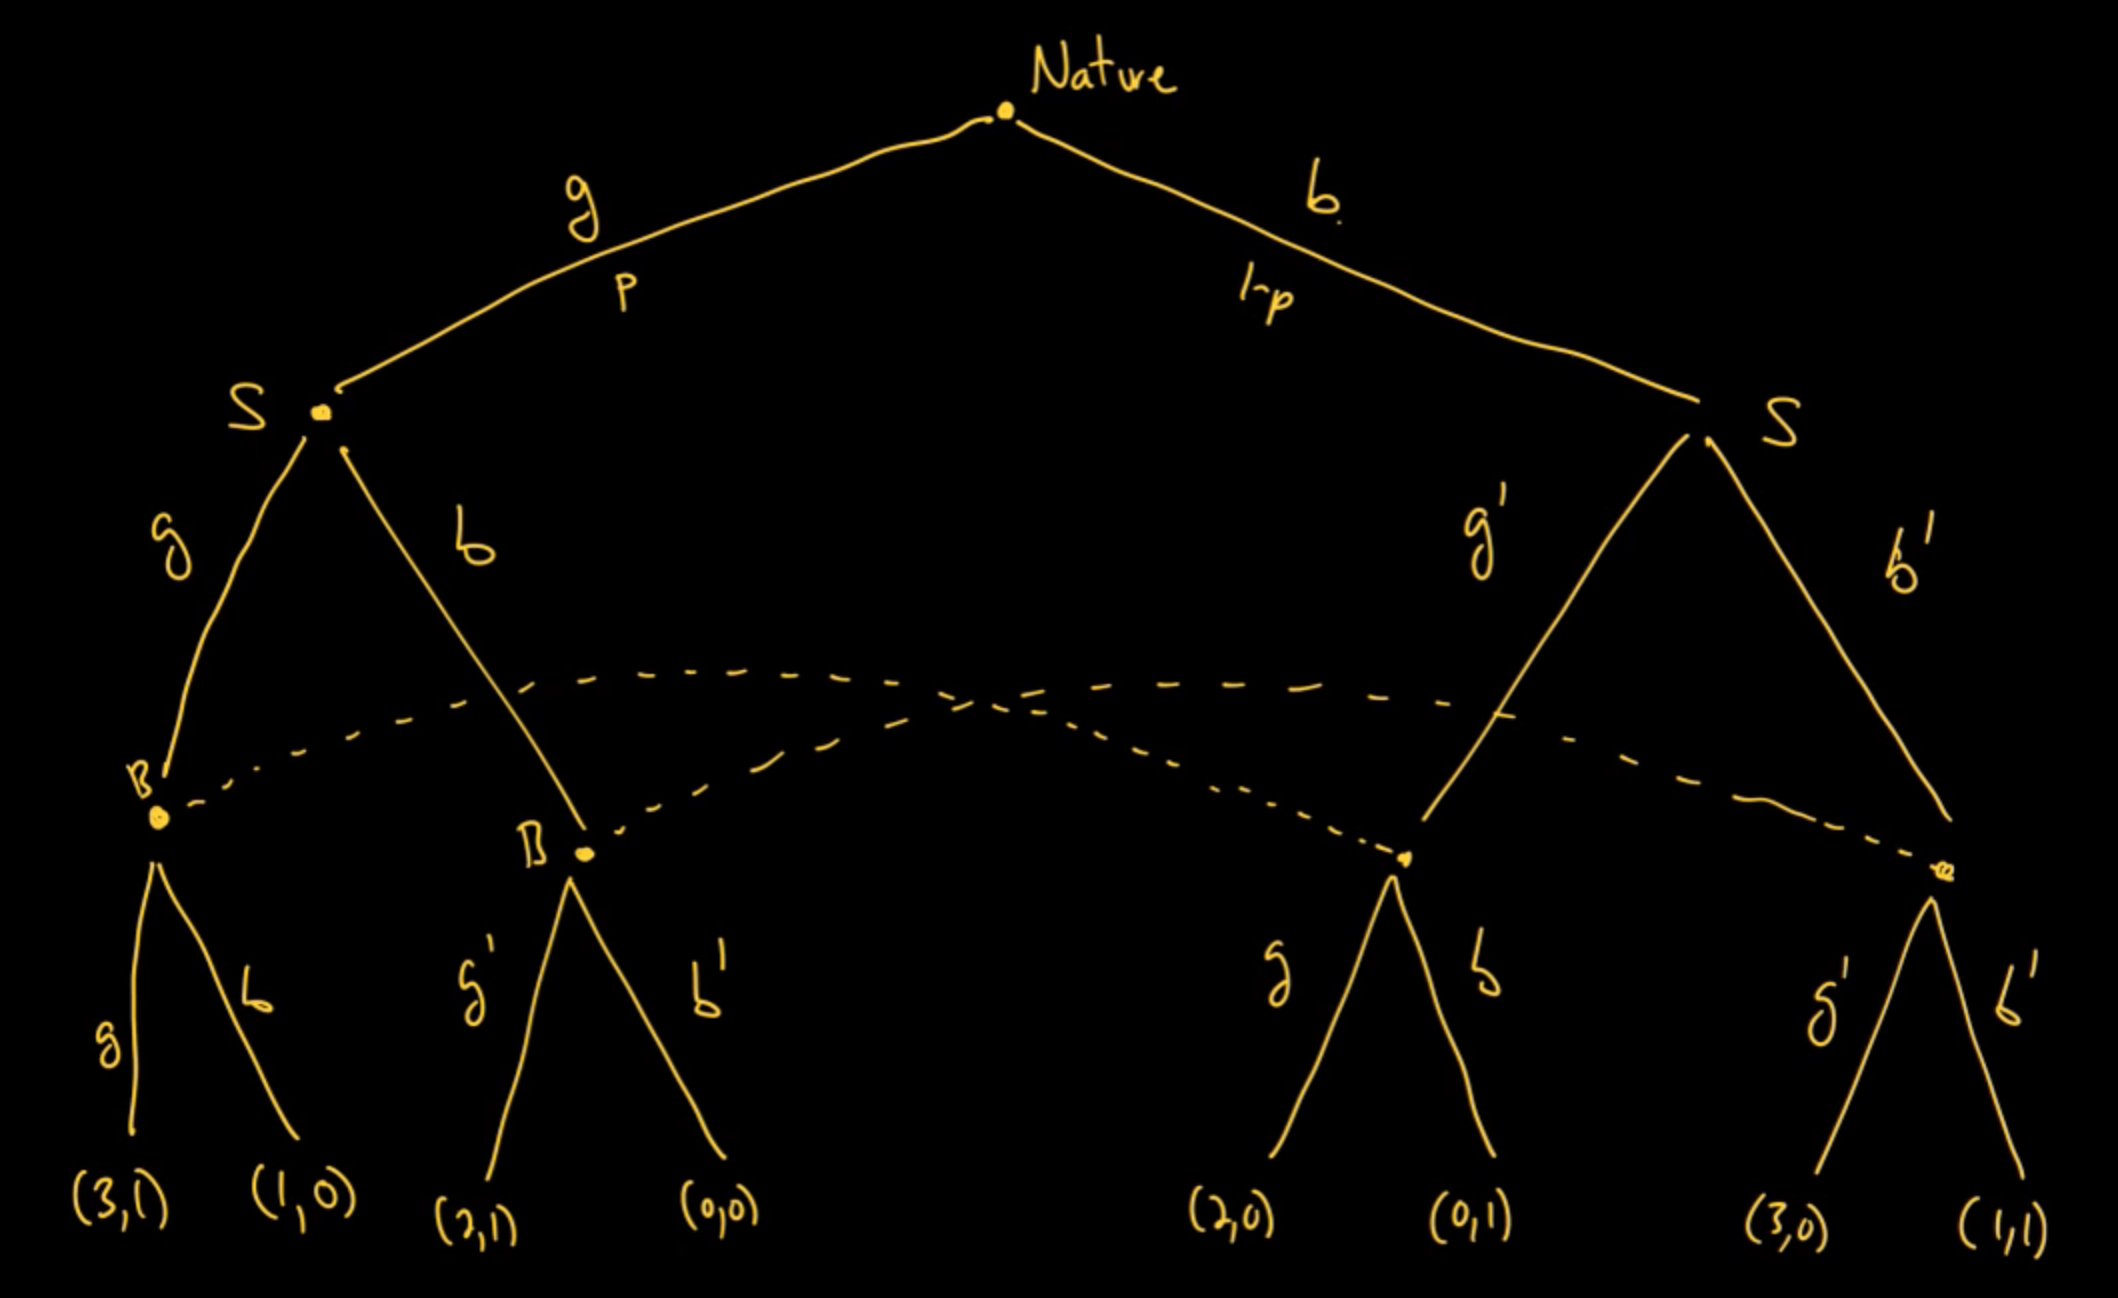 Nature
g
b
p
1-p
S
S
g
b
g'
b'
B
B
g
b
g'
b'
g
b
g'
b'
(3,1)
(1,0)
(2,1)
(0,0)
(2,0)
(0,1)
(3,0)
(1,1)